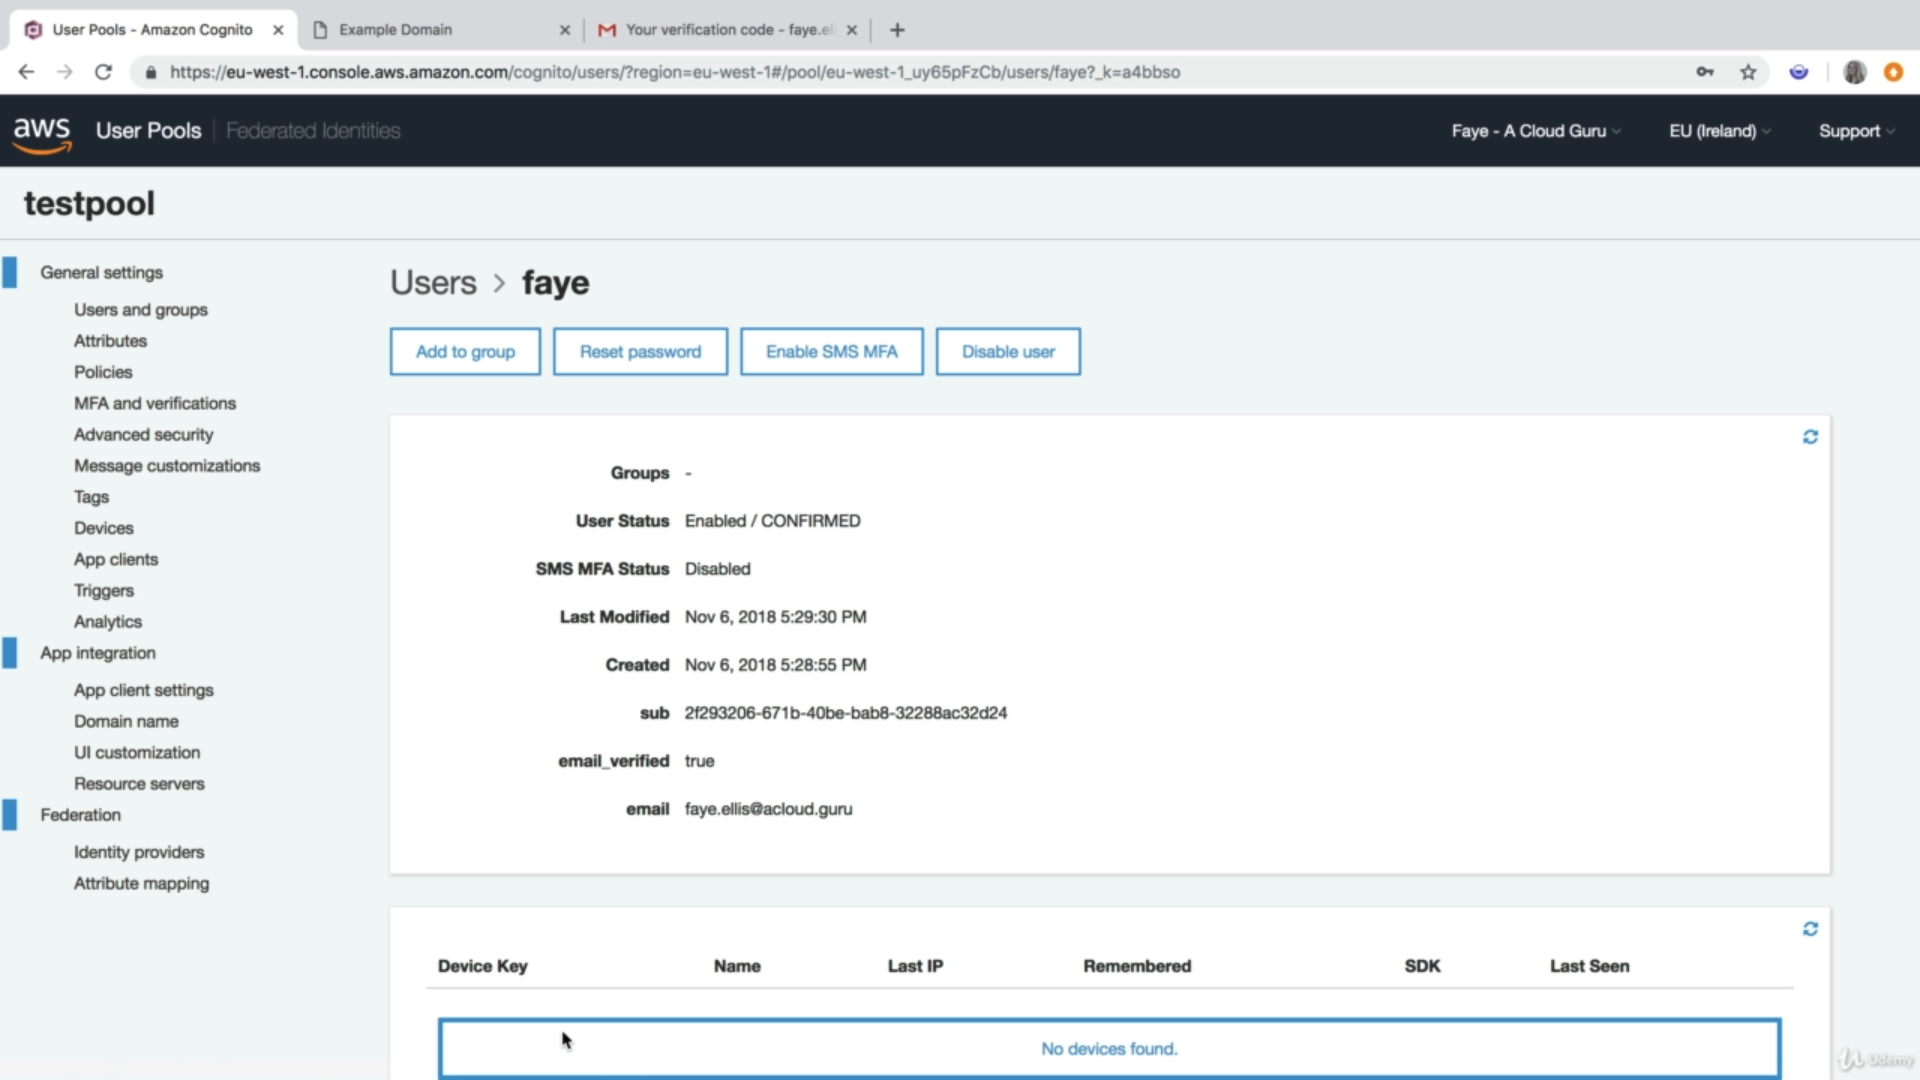 User Pools - Amazon Cognito
Example Domain
Your verification code - faye.el
https://eu-west-1.console.aws.amazon.com/cognito/users/?region=eu-west-1#/pool/eu-west-1_uy65pFzCb/users/faye?_k=a4bbso
aws User Pools Federated Identities Faye - A Cloud Guru EU (Ireland) Support
testpool
General settings
Users and groups
Attributes
Policies
MFA and verifications
Advanced security
Message customizations
Tags
Devices
App clients
Triggers
Analytics
App integration
App client settings
Domain name
UI customization
Resource servers
Federation
Identity providers
Attribute mapping
Users > faye
Add to group Reset password Enable SMS MFA Disable user
Groups -
User Status Enabled / CONFIRMED
SMS MFA Status Disabled
Last Modified Nov 6, 2018 5:29:30 PM
Created Nov 6, 2018 5:28:55 PM
sub 2f293206-671b-40be-bab8-32288ac32d24
email_verified true
email faye.ellis@acloud.guru
Device Key Name Last IP Remembered SDK Last Seen
No devices found.
Udemy